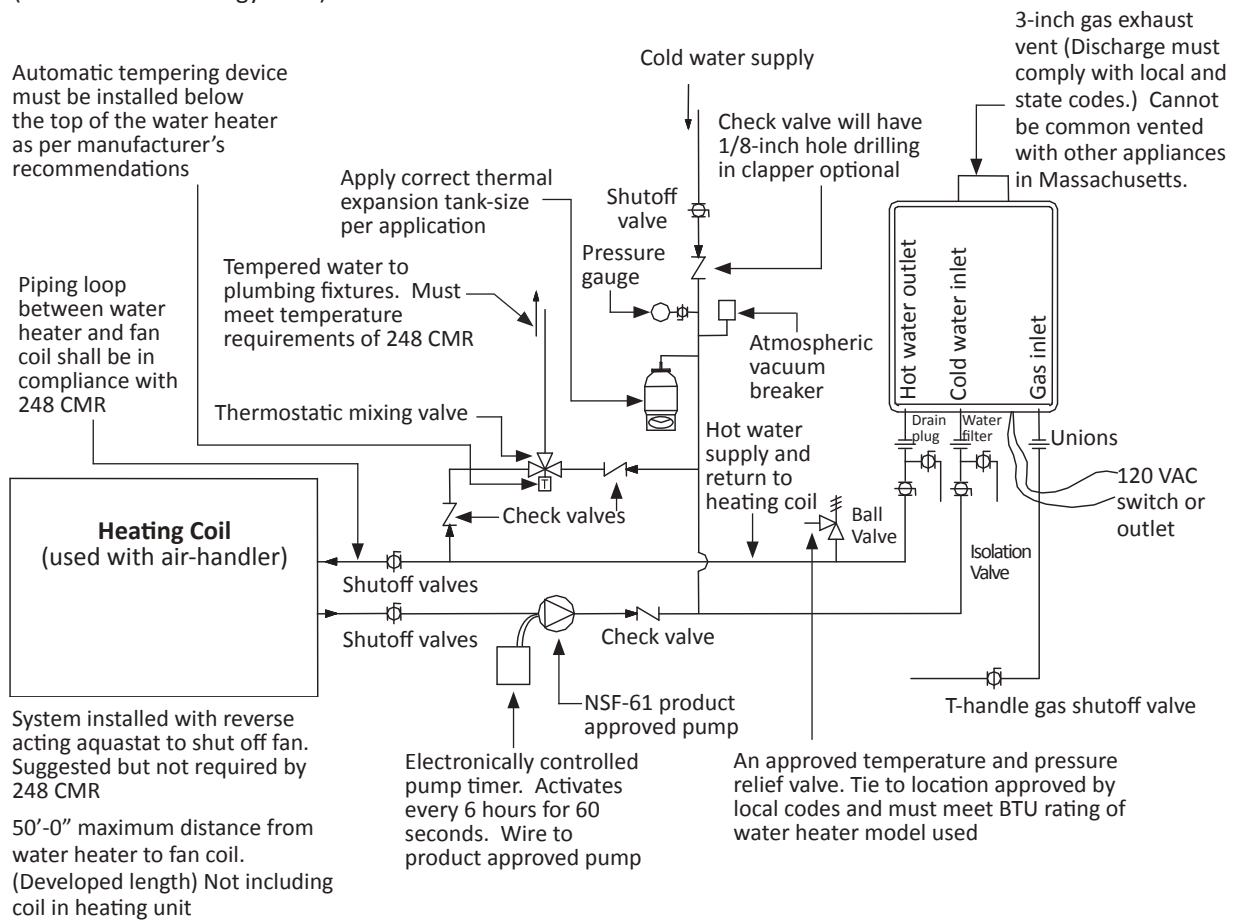 3-inch gas exhaust
vent (Discharge must
comply with local and
state codes.) Cannot
be common vented
with other appliances
in Massachusetts.
Cold water supply
Automatic tempering device
must be installed below
the top of the water heater
as per manufacturer's
recommendations
Check valve will have
1/8-inch hole drilling
in clapper optional
Apply correct thermal
expansion tank-size
per application
Shutoff
valve
Pressure
gauge
Tempered water to
plumbing fixtures. Must
meet temperature
requirements of 248 CMR
Piping loop
between water
heater and fan
coil shall be in
compliance with
248 CMR
Atmospheric
vacuum
breaker
Hot water outlet
Cold water inlet
Gas inlet
Thermostatic mixing valve
Drain
plug
Water
filter
Unions
Hot water
supply and
return to
heating coil
120 VAC
switch or
outlet
T
Check valves
Ball
Valve
Heating Coil
(used with air-handler)
Isolation
Valve
Shutoff valves
Shutoff valves
Check valve
T-handle gas shutoff valve
NSF-61 product
approved pump
System installed with reverse
acting aquastat to shut off fan.
Suggested but not required by
248 CMR
Electronically controlled
pump timer. Activates
every 6 hours for 60
seconds. Wire to
product approved pump
An approved temperature and pressure
relief valve. Tie to location approved by
local codes and must meet BTU rating of
water heater model used
50'-0" maximum distance from
water heater to fan coil.
(Developed length) Not including
coil in heating unit